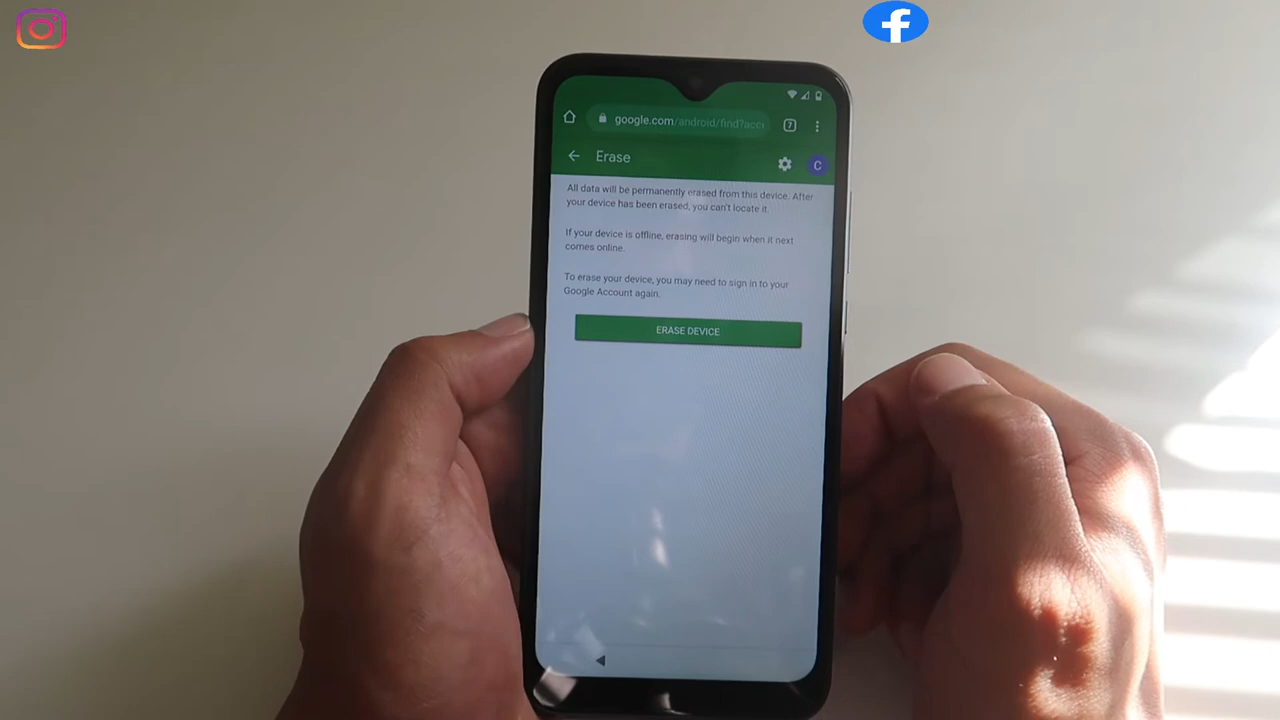 google.com/android/find?acc
7
Erase
C
All data will be permanently erased from this device. After
your device has been erased, you can't locate it.
If your device is offline, erasing will begin when it next
comes online.
To erase your device, you may need to sign in to your
Google Account again.
ERASE DEVICE